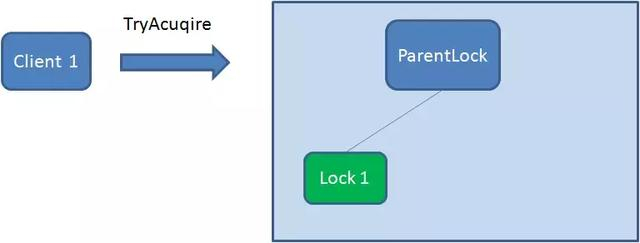 TryAcuqire
Client 1
ParentLock
Lock 1